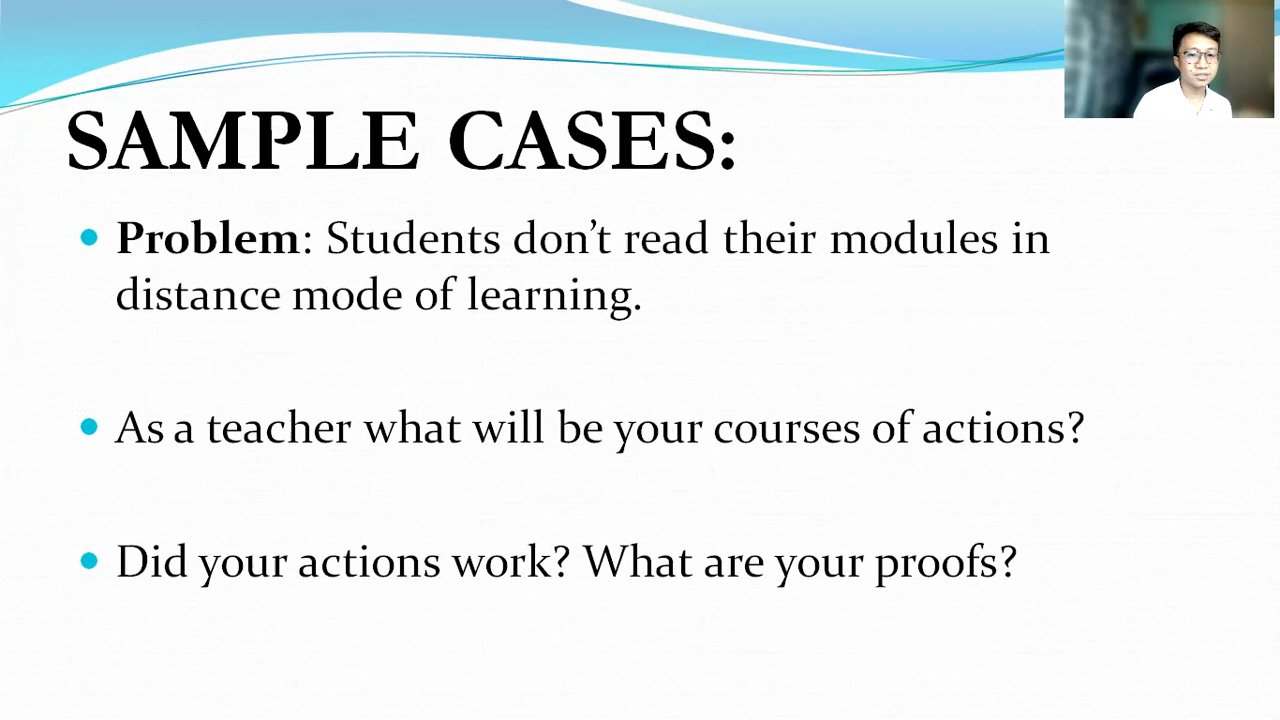 SAMPLE CASES:
Problem: Students don’t read their modules in
distance mode of learning.
As a teacher what will be your courses of actions?
Did your actions work? What are your proofs?